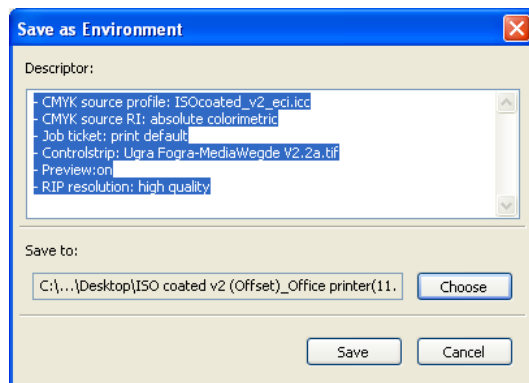 Save as Environment
Descriptor:
- CMYK source profile: ISOcoated_v2_eci.icc
- CMYK source RI: absolute colorimetric
- Job ticket: print default
- Controlstrip: Ugra Fogra-MediaWegde V2.2a.tif
- Preview:on
- RIP resolution: high quality
Save to:
C:\...\Desktop\ISO coated v2 (Offset)_Office printer(11.
Choose
Save
Cancel